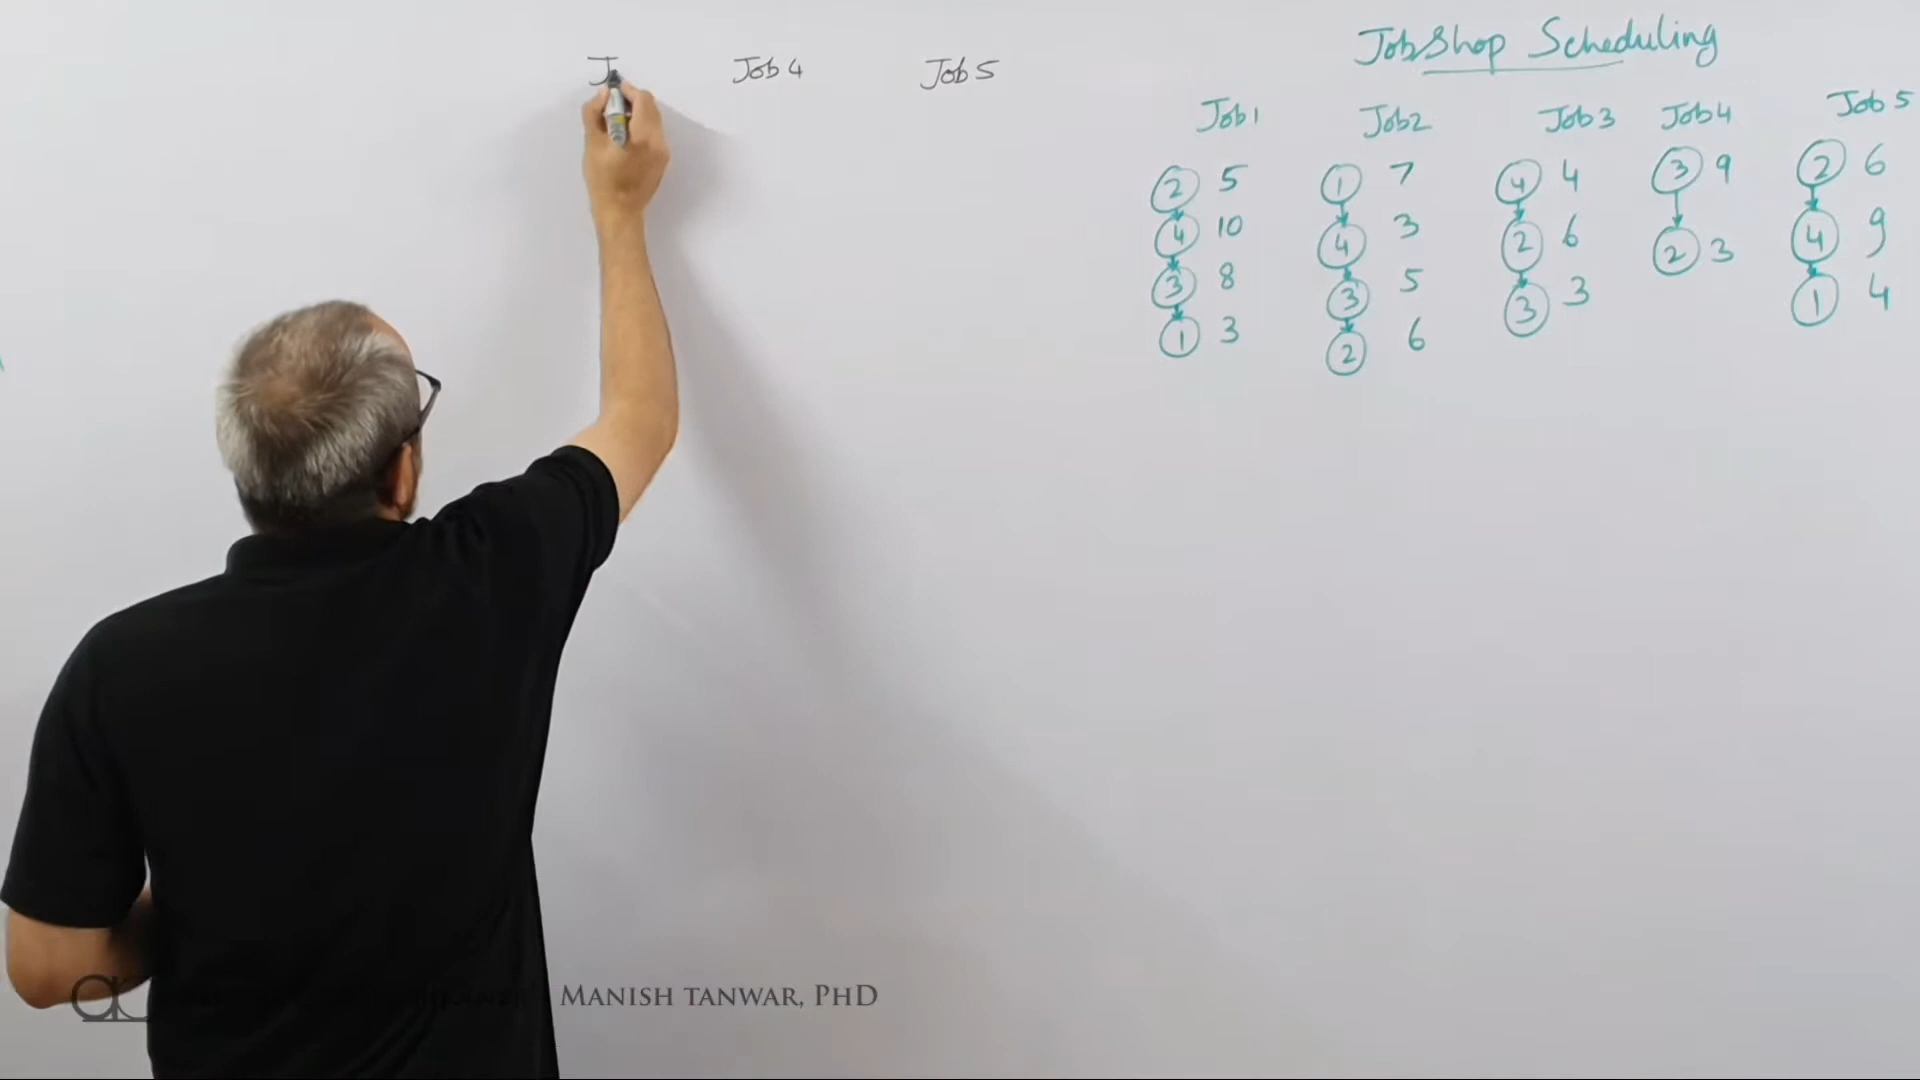 JobShop Scheduling
J Job 4 Job 5
Job1 Job2 Job3 Job4 Job 5
2 5 1 7 4 4 3 9 2 6
4 10 4 3 2 6 2 3 4 9
3 8 3 5 3 3 1 4
1 3 2 6
MANISH TANWAR, PHD